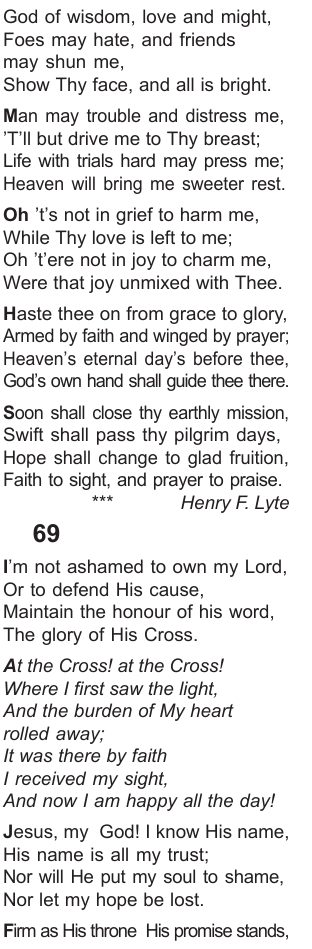 God of wisdom, love and might,
Foes may hate, and friends
may shun me,
Show Thy face, and all is bright.
Man may trouble and distress me,
’T’ll but drive me to Thy breast;
Life with trials hard may press me;
Heaven will bring me sweeter rest.
Oh ’t’s not in grief to harm me,
While Thy love is left to me;
Oh ’t’ere not in joy to charm me,
Were that joy unmixed with Thee.
Haste thee on from grace to glory,
Armed by faith and winged by prayer;
Heaven’s eternal day’s before thee,
God’s own hand shall guide thee there.
Soon shall close thy earthly mission,
Swift shall pass thy pilgrim days,
Hope shall change to glad fruition,
Faith to sight, and prayer to praise.
*** Henry F. Lyte
69
I’m not ashamed to own my Lord,
Or to defend His cause,
Maintain the honour of his word,
The glory of His Cross.
At the Cross! at the Cross!
Where I first saw the light,
And the burden of My heart
rolled away;
It was there by faith
I received my sight,
And now I am happy all the day!
Jesus, my God! I know His name,
His name is all my trust;
Nor will He put my soul to shame,
Nor let my hope be lost.
Firm as His throne His promise stands,